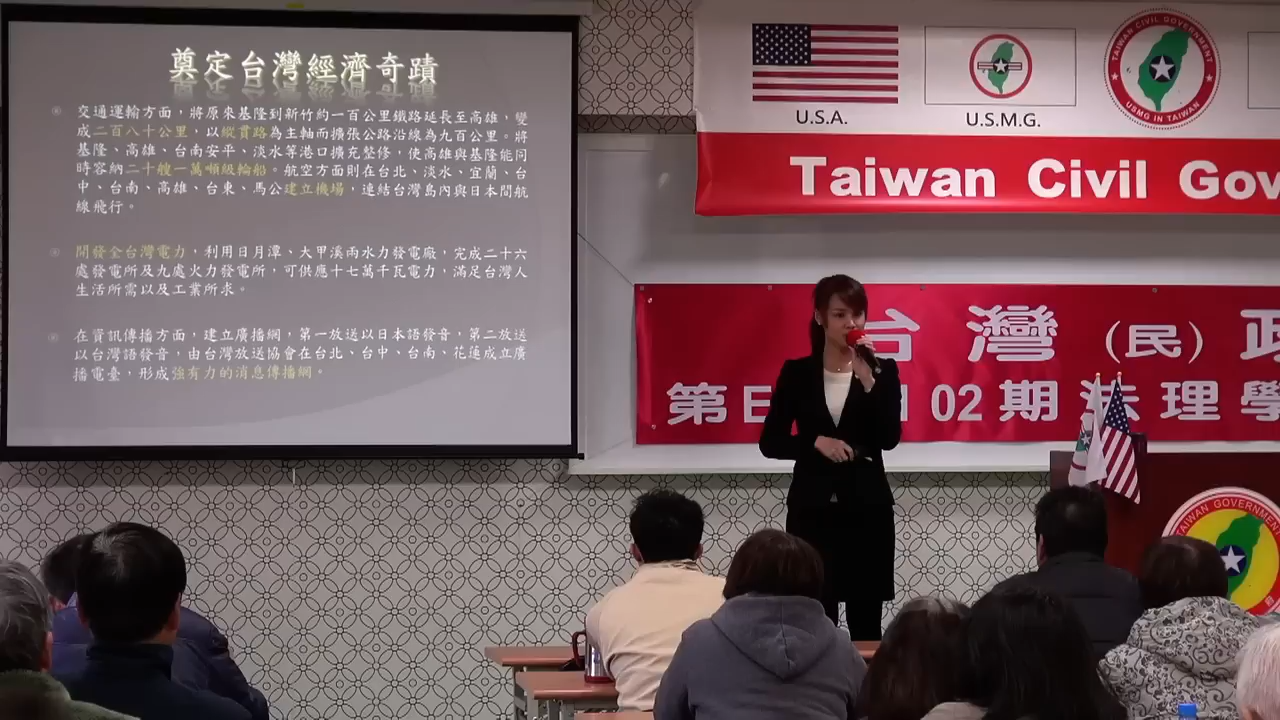 奠定台灣經濟奇蹟
交通運輸方面，將原來基隆到新竹約一百公里鐵路延長至高雄，變
成二百八十公里，以縱貫路為主軸而擴張公路沿線為九百公里。將
基隆、高雄、台南安平、淡水等港口擴充整修，使高雄與基隆能同
時容納二十艘一萬噸級輪船。航空方面則在台北、淡水、宜蘭、台
中、台南、高雄、台東、馬公建立機場，連結台灣島內與日本間航
線飛行。
開發全台灣電力，利用日月潭、大甲溪兩水力發電廠，完成二十六
處發電所及九處火力發電所，可供應十七萬千瓦電力，滿足台灣人
生活所需以及工業所求。
在資訊傳播方面，建立廣播網，第一放送以日本語發音，第二放送
以台灣語發音，由台灣放送協會在台北、台中、台南、花蓮成立廣
播電臺，形成強有力的消息傳播網。
U.S.A.
U.S.M.G.
TAIWAN CIVIL GOVERNMENT
USMG IN TAIWAN
Taiwan Civil Gov
台灣(民)政
第E 02期法理學
TAIWAN GOVERNMENT